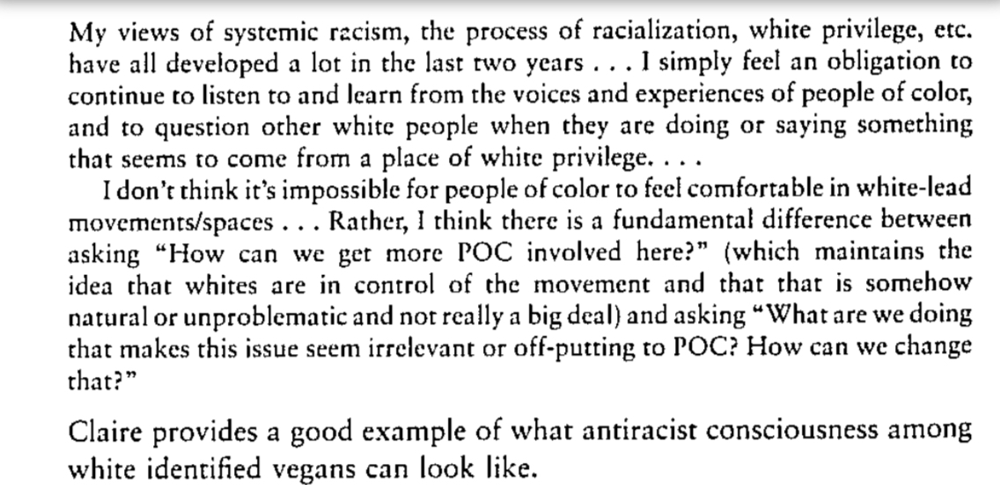 My views of systemic racism, the process of racialization, white privilege, etc.
have all developed a lot in the last two years . . . I simply feel an obligation to
continue to listen to and learn from the voices and experiences of people of color,
and to question other white people when they are doing or saying something
that seems to come from a place of white privilege. . . .
I don't think it's impossible for people of color to feel comfortable in white-lead
movements/spaces . . . Rather, I think there is a fundamental difference between
asking “How can we get more POC involved here?” (which maintains the
idea that whites are in control of the movement and that that is somehow
natural or unproblematic and not really a big deal) and asking “What are we doing
that makes this issue seem irrelevant or off-putting to POC? How can we change
that?”
Claire provides a good example of what antiracist consciousness among
white identified vegans can look like.